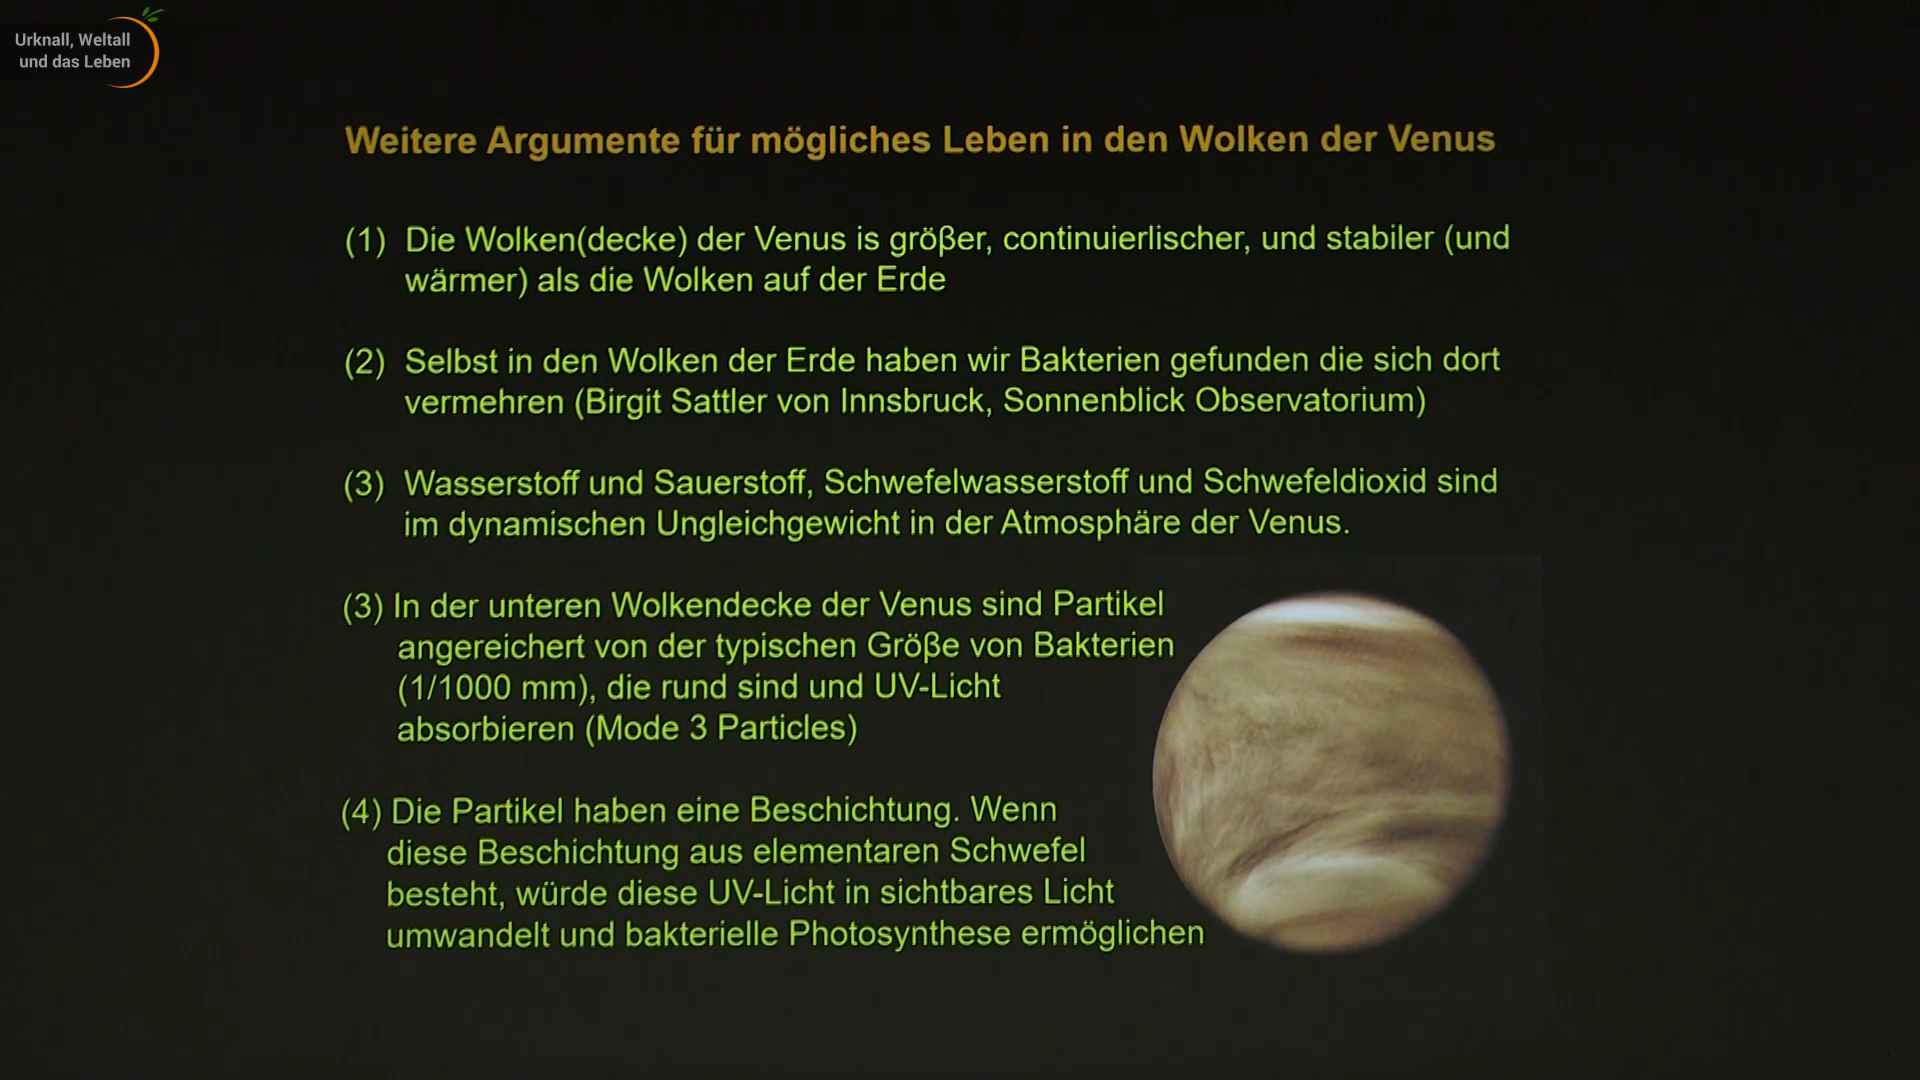 Urknall, Weltall
und das Leben
Weitere Argumente für mögliches Leben in den Wolken der Venus
(1) Die Wolken(decke) der Venus is größer, continuierlischer, und stabiler (und
wärmer) als die Wolken auf der Erde
(2) Selbst in den Wolken der Erde haben wir Bakterien gefunden die sich dort
vermehren (Birgit Sattler von Innsbruck, Sonnenblick Observatorium)
(3) Wasserstoff und Sauerstoff, Schwefelwasserstoff und Schwefeldioxid sind
im dynamischen Ungleichgewicht in der Atmosphäre der Venus.
(3) In der unteren Wolkendecke der Venus sind Partikel
angereichert von der typischen Größe von Bakterien
(1/1000 mm), die rund sind und UV-Licht
absorbieren (Mode 3 Particles)
(4) Die Partikel haben eine Beschichtung. Wenn
diese Beschichtung aus elementaren Schwefel
besteht, würde diese UV-Licht in sichtbares Licht
umwandelt und bakterielle Photosynthese ermöglichen